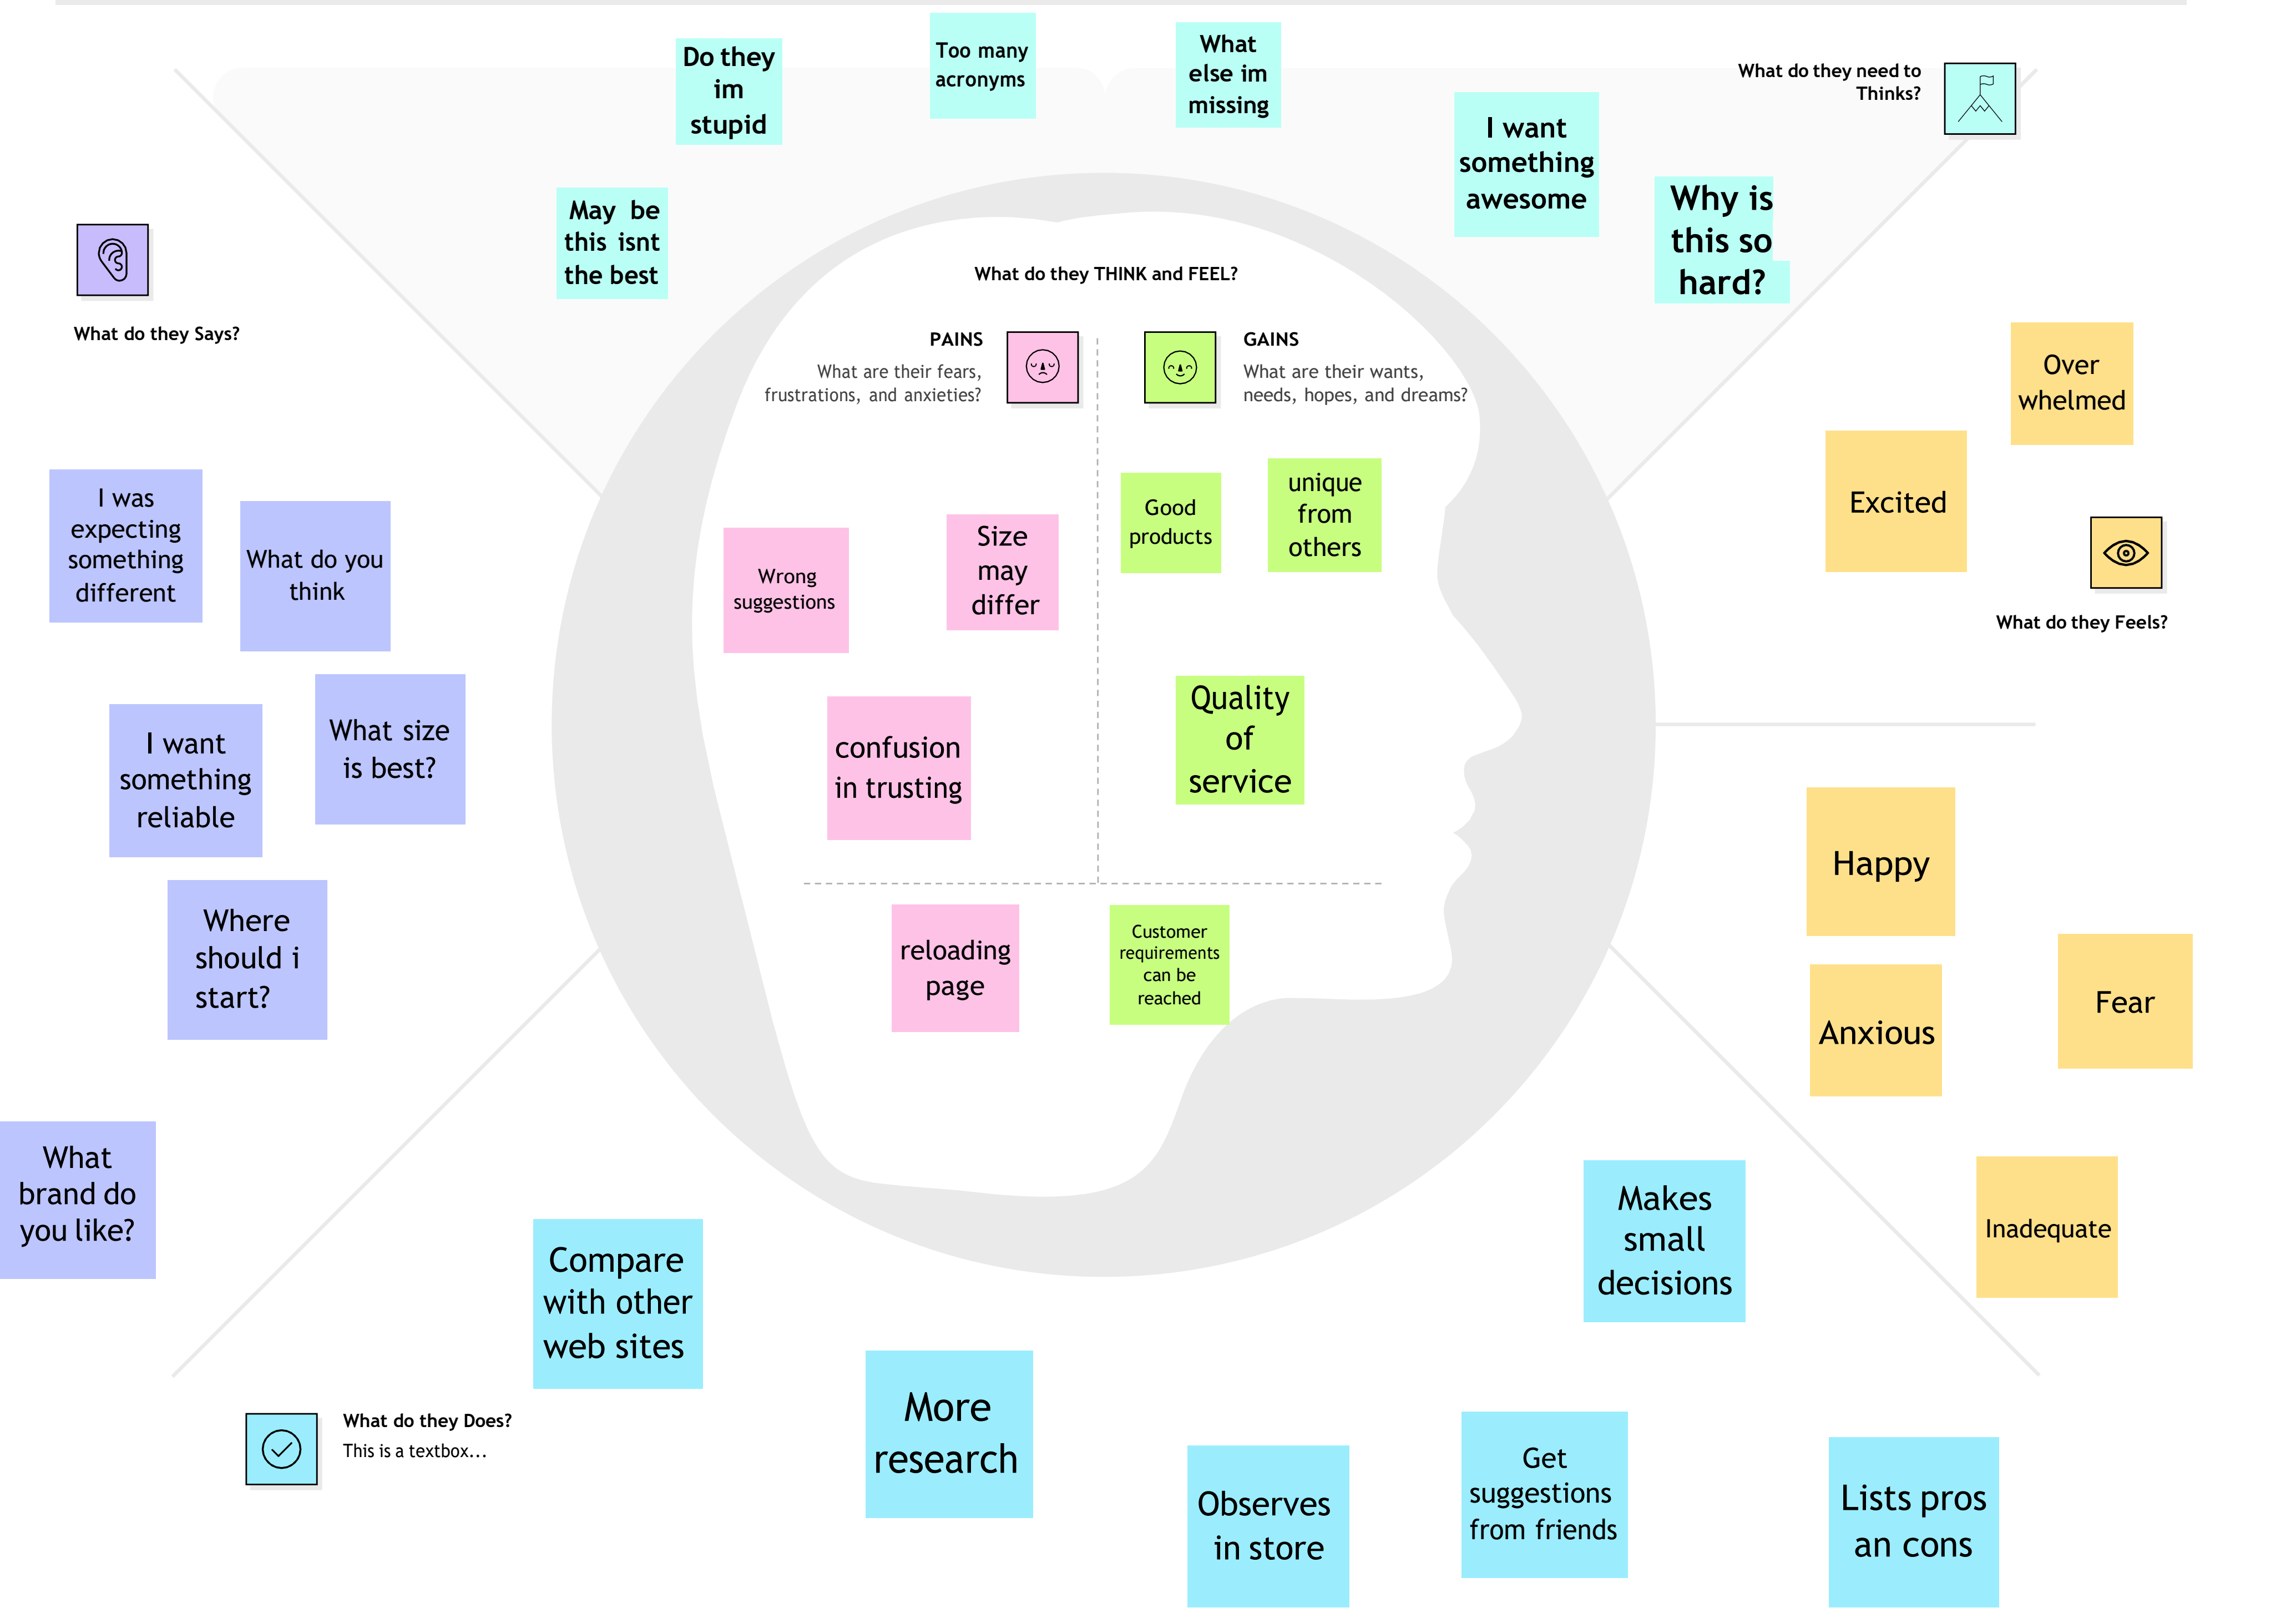 Do they
im
stupid
Too many
acronyms
What
else im
missing
I want
something
awesome
What do they need to
Thinks?
Why is
this so
hard?
May be
this isnt
the best
What do they Says?
I was
expecting
something
different
What do you
think
I want
something
reliable
What size
is best?
Where
should i
start?
What
brand do
you like?
What do they THINK and FEEL?
PAINS
What are their fears,
frustrations, and anxieties?
GAINS
What are their wants,
needs, hopes, and dreams?
Wrong
suggestions
Size
may
differ
confusion
in trusting
reloading
page
Good
products
unique
from
others
Quality
of
service
Customer
requirements
can be
reached
Over
whelmed
Excited
What do they Feels?
Happy
Anxious
Fear
Inadequate
What do they Does?
This is a textbox...
Compare
with other
web sites
More
research
Observes
in store
Get
suggestions
from friends
Makes
small
decisions
Lists pros
an cons